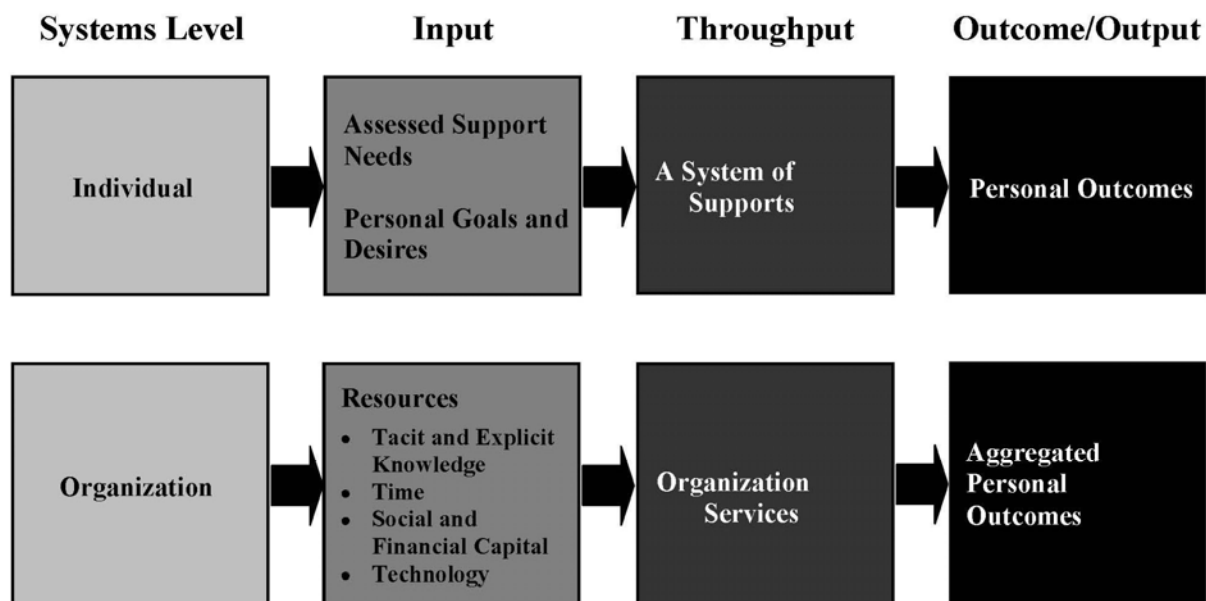 Systems Level Input Throughput Outcome/Output
Individual
Assessed Support
Needs
Personal Goals and
Desires
A System of
Supports
Personal Outcomes
Organization
Resources
• Tacit and Explicit
Knowledge
• Time
• Social and
Financial Capital
• Technology
Organization
Services
Aggregated
Personal
Outcomes